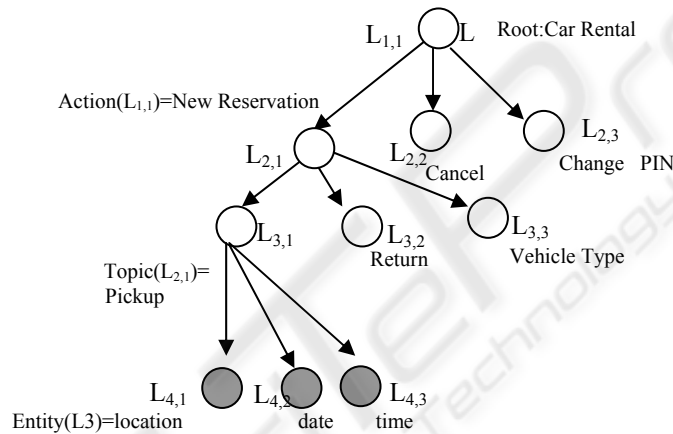 L1,1 L Root:Car Rental
Action(L1,1)=New Reservation
L2,1 L2,2 L2,3
Cancel Change PIN
L3,1 L3,2 L3,3
Return Vehicle Type
Topic(L2,1)=
Pickup
L4,1 L4,2 L4,3
Entity(L3)=location date time